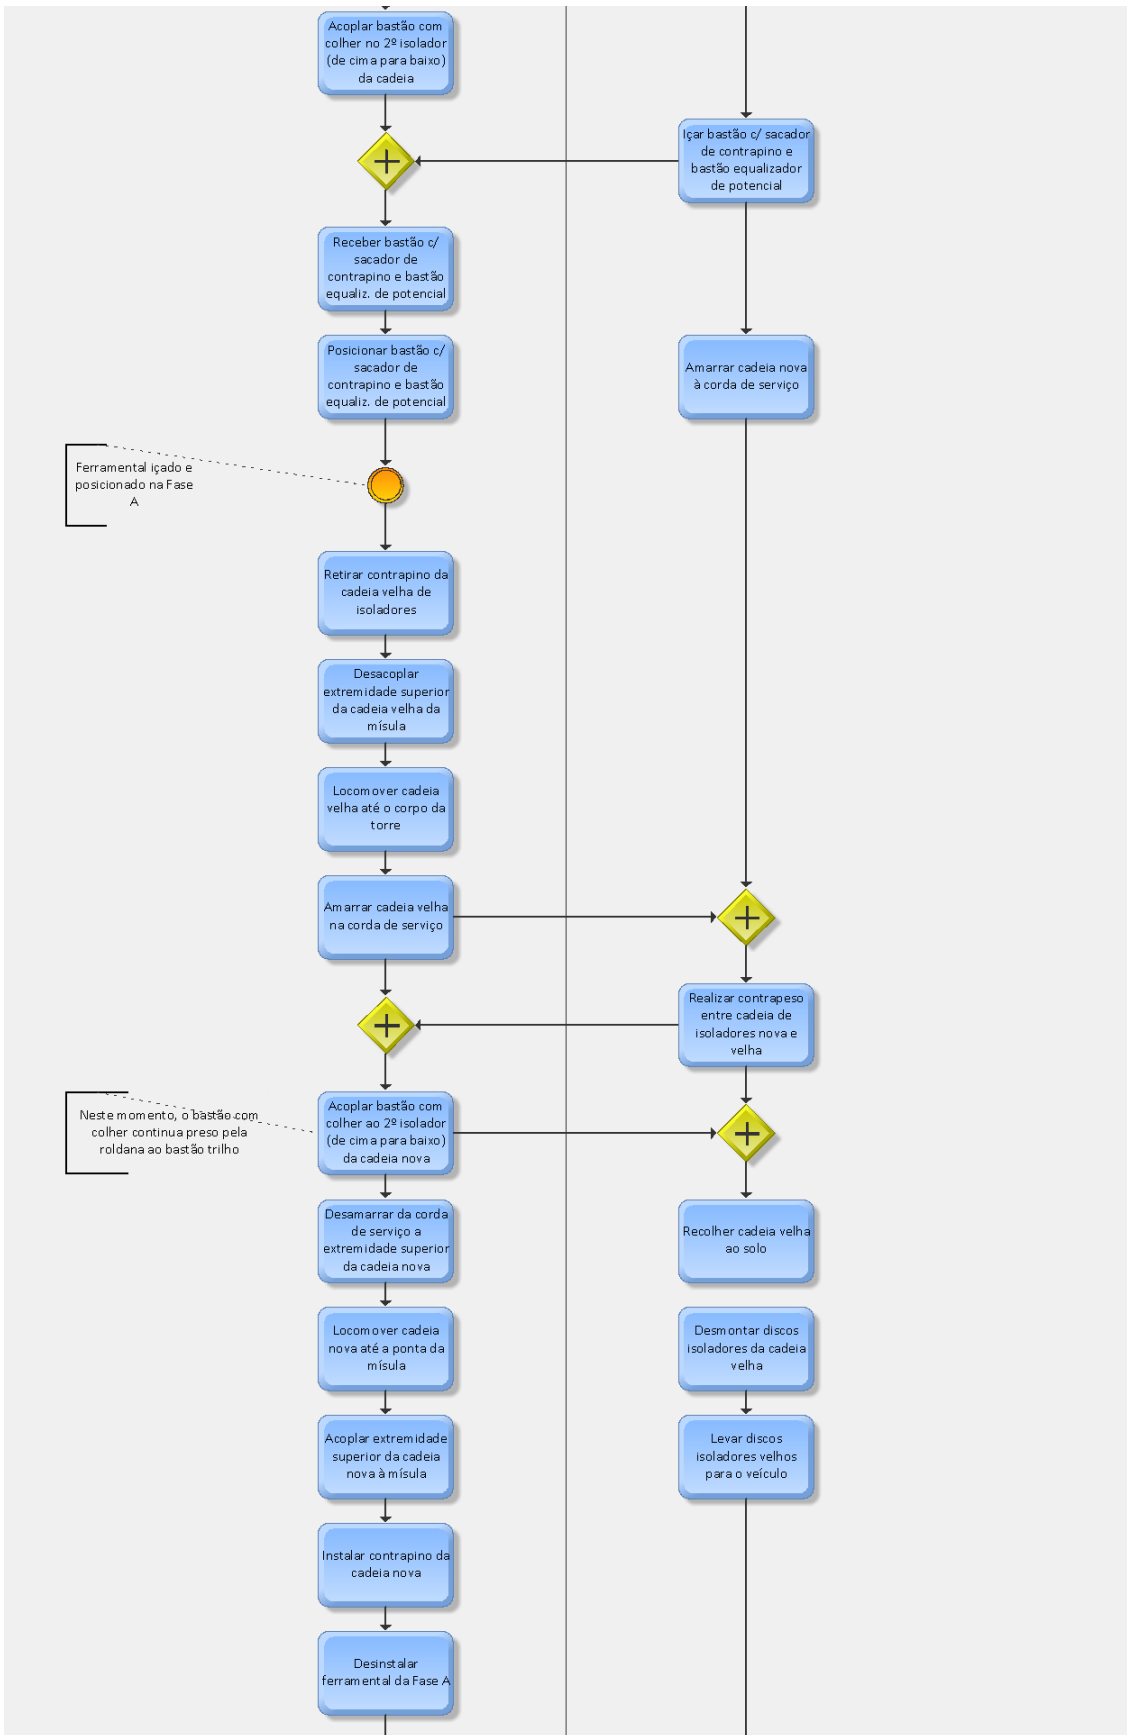 Acoplar bastão com
colher no 2º isolador
(de cima para baixo)
da cadeia
Içar bastão c/ sacador
de contrapino e
bastão equalizador
de potencial
Receber bastão c/
sacador de
contrapino e bastão
equaliz. de potencial
Posicionar bastão c/
sacador de
contrapino e bastão
equaliz. de potencial
Amarrar cadeia nova
à corda de serviço
Ferramental içado e
posicionado na Fase
A
Retirar contrapino da
cadeia velha de
isoladores
Desacoplar
extremidade superior
da cadeia velha da
mísula
Locomover cadeia
velha até o corpo da
torre
Amarrar cadeia velha
na corda de serviço
Realizar contrapeso
entre cadeia de
isoladores nova e
velha
Neste momento, o bastão com
colher continua preso pela
roldana ao bastão trilho
Acoplar bastão com
colher ao 2º isolador
(de cima para baixo)
da cadeia nova
Desamarrar da corda
de serviço a
extremidade superior
da cadeia nova
Recolher cadeia velha
ao solo
Locomover cadeia
nova até a ponta da
mísula
Desmontar discos
isoladores da cadeia
velha
Acoplar extremidade
superior da cadeia
nova à mísula
Levar discos
isoladores velhos
para o veículo
Instalar contrapino da
cadeia nova
Desinstalar
ferramental da Fase A